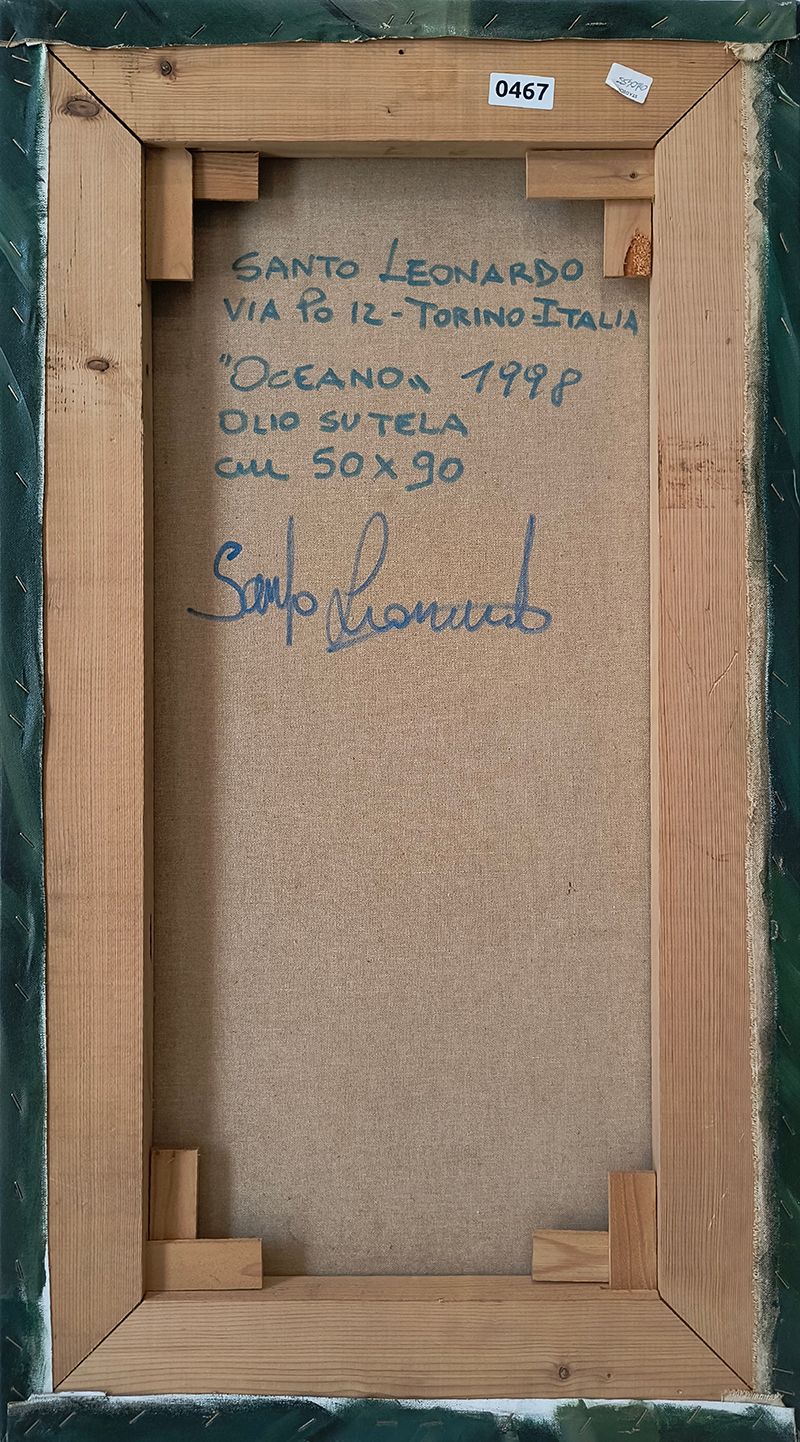 0467
SANTO LEONARDO
VIA PO 12 - TORINO-ITALIA
"OCEANO" 1998
OLIO SU TELA
cm 50 x 90
Santo Leonardo